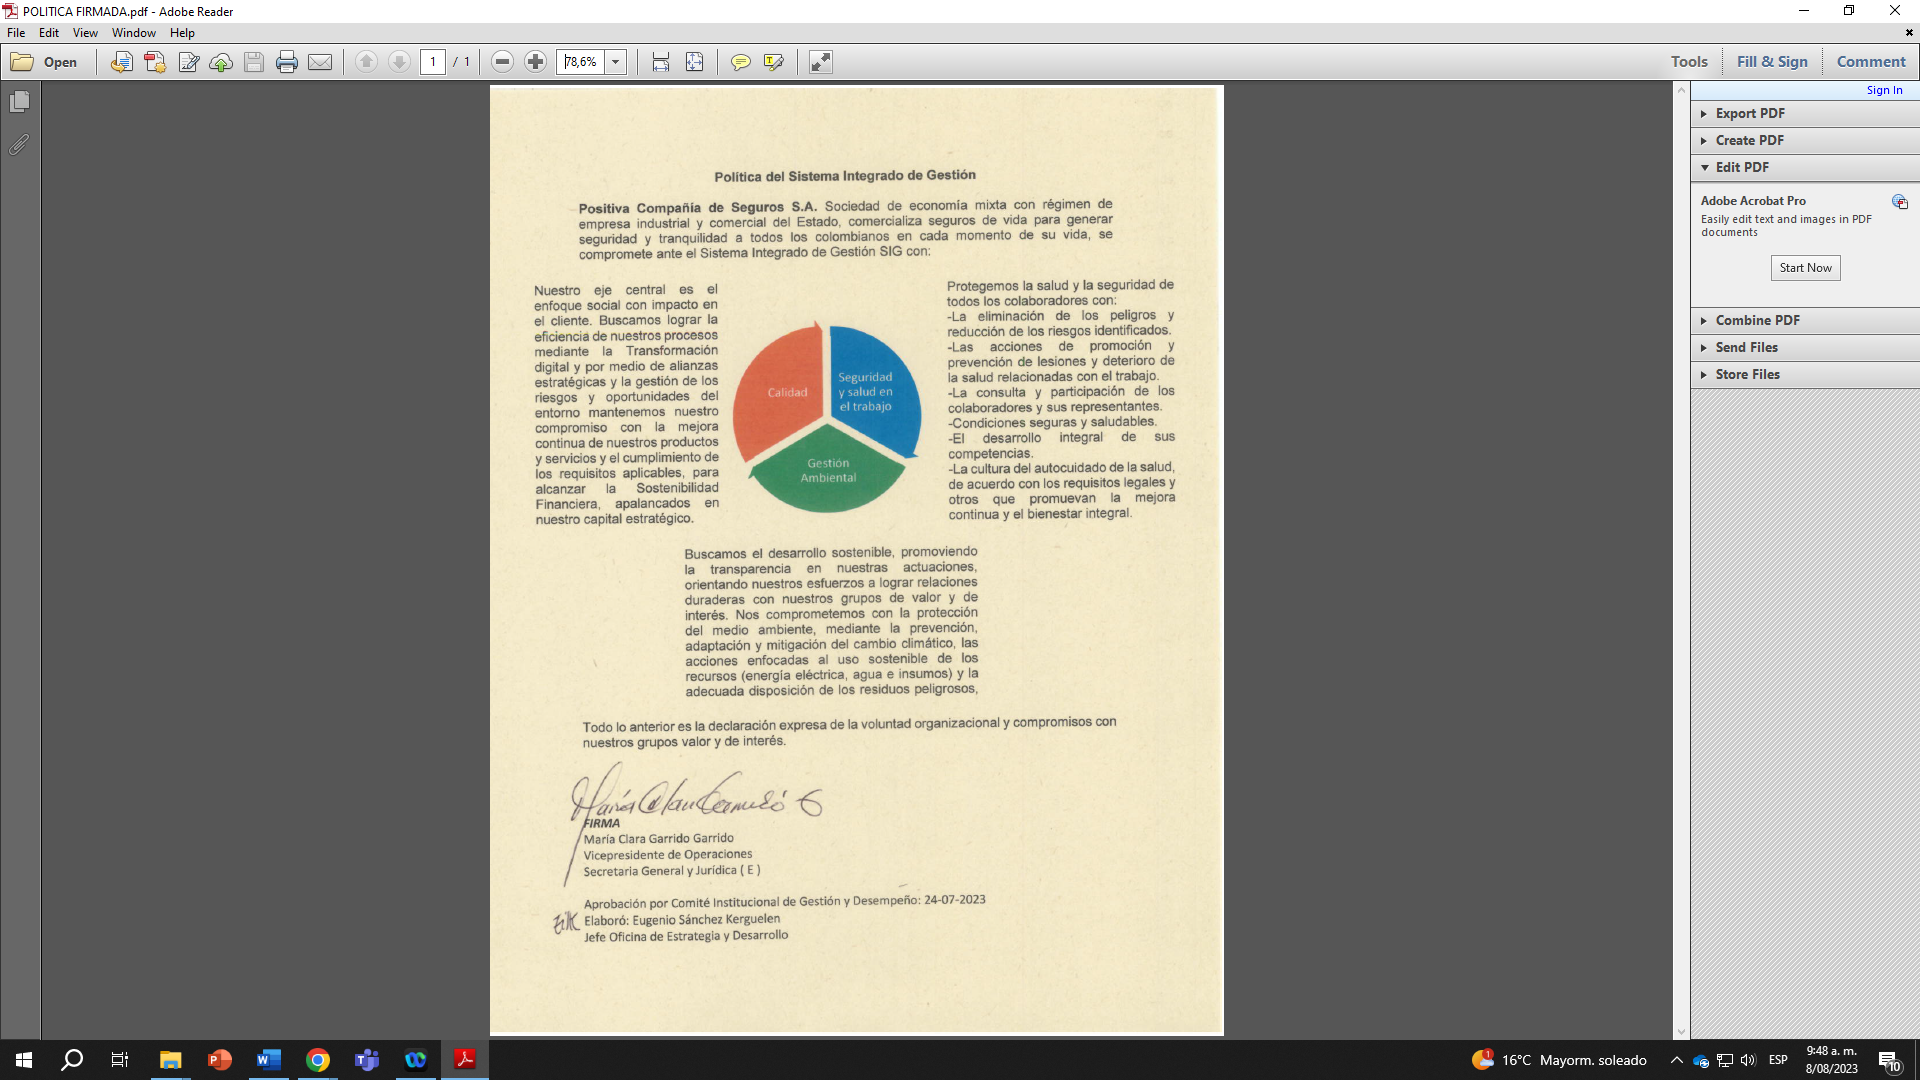 POLITICA FIRMADA.pdf - Adobe Reader
File Edit View Window Help
Open 1 / 1 78,6% Tools Fill & Sign Comment
Sign In
Export PDF
Create PDF
Edit PDF
Adobe Acrobat Pro
Easily edit text and images in PDF
documents
Start Now
Combine PDF
Send Files
Store Files
Política del Sistema Integrado de Gestión
Positiva Compañía de Seguros S.A. Sociedad de economía mixta con régimen de
empresa industrial y comercial del Estado, comercializa seguros de vida para generar
seguridad y tranquilidad a todos los colombianos en cada momento de su vida, se
compromete ante el Sistema Integrado de Gestión SIG con:
Nuestro eje central es el
enfoque social con impacto en
el cliente. Buscamos lograr la
eficiencia de nuestros procesos
mediante la Transformación
digital y por medio de alianzas
estratégicas y la gestión de los
riesgos y oportunidades del
entorno mantenemos nuestro
compromiso con la mejora
continua de nuestros productos
y servicios y el cumplimiento de
los requisitos aplicables, para
alcanzar la Sostenibilidad
Financiera, apalancados en
nuestro capital estratégico.
Calidad
Seguridad
y salud en
el trabajo
Gestión
Ambiental
Protegemos la salud y la seguridad de
todos los colaboradores con:
-La eliminación de los peligros y
reducción de los riesgos identificados.
-Las acciones de promoción y
prevención de lesiones y deterioro de
la salud relacionadas con el trabajo.
-La consulta y participación de los
colaboradores y sus representantes.
-Condiciones seguras y saludables.
-El desarrollo integral de sus
competencias.
-La cultura del autocuidado de la salud,
de acuerdo con los requisitos legales y
otros que promuevan la mejora
continua y el bienestar integral.
Buscamos el desarrollo sostenible, promoviendo
la transparencia en nuestras actuaciones,
orientando nuestros esfuerzos a lograr relaciones
duraderas con nuestros grupos de valor y de
interés. Nos comprometemos con la protección
del medio ambiente, mediante la prevención,
adaptación y mitigación del cambio climático, las
acciones enfocadas al uso sostenible de los
recursos (energía eléctrica, agua e insumos) y la
adecuada disposición de los residuos peligrosos,
Todo lo anterior es la declaración expresa de la voluntad organizacional y compromisos con
nuestros grupos valor y de interés.
FIRMA
María Clara Garrido Garrido
Vicepresidente de Operaciones
Secretaria General y Jurídica ( E )
Aprobación por Comité Institucional de Gestión y Desempeño: 24-07-2023
Elaboró: Eugenio Sánchez Kerguelen
Jefe Oficina de Estrategia y Desarrollo
1 16°C Mayorm. soleado ESP 9:48 a. m.
8/08/2023 10